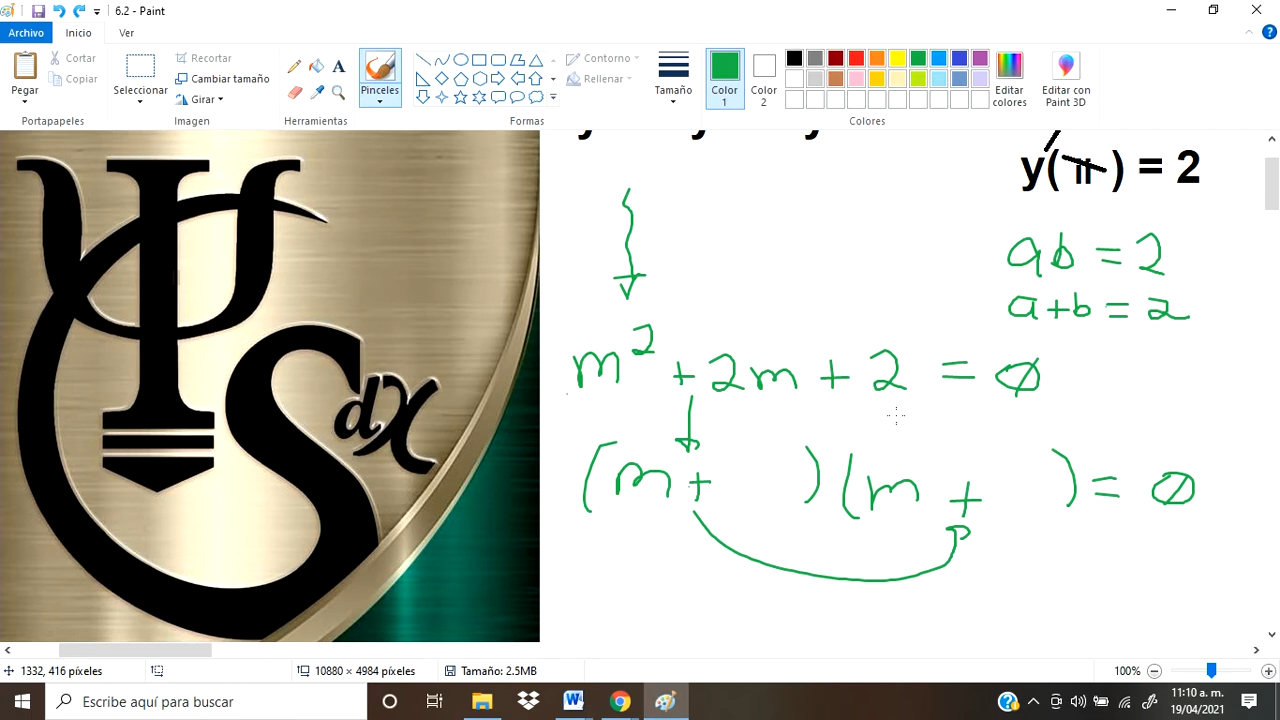 6.2 - Paint
Archivo Inicio Ver
Pegar
Cortar
Copiar
Portapapeles
Seleccionar
Recortar
Cambiar tamaño
Girar
Imagen
A
Herramientas
Pinceles
Formas
Contorno
Rellenar
Tamaño
Color 1
Color 2
Editar colores
Editar con Paint 3D
Colores
y(π) = 2
ab = 2
a+b = 2
m² + 2m + 2 = 0
(m + )(m + ) = 0
S dX
1332, 416 píxeles
10880 × 4984 píxeles
Tamaño: 2.5MB
100%
Escribe aquí para buscar
11:10 a. m.
19/04/2021